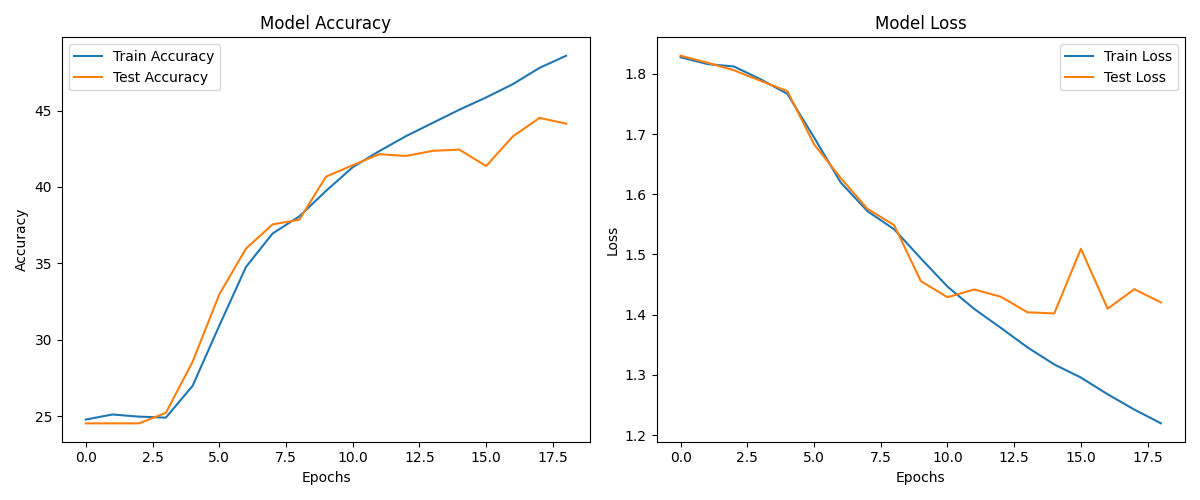 Model Accuracy
Train Accuracy
Test Accuracy
45
40
35
30
25
Accuracy
0.0 2.5 5.0 7.5 10.0 12.5 15.0 17.5
Epochs
Model Loss
Train Loss
Test Loss
1.8
1.7
1.6
1.5
1.4
1.3
1.2
Loss
0.0 2.5 5.0 7.5 10.0 12.5 15.0 17.5
Epochs